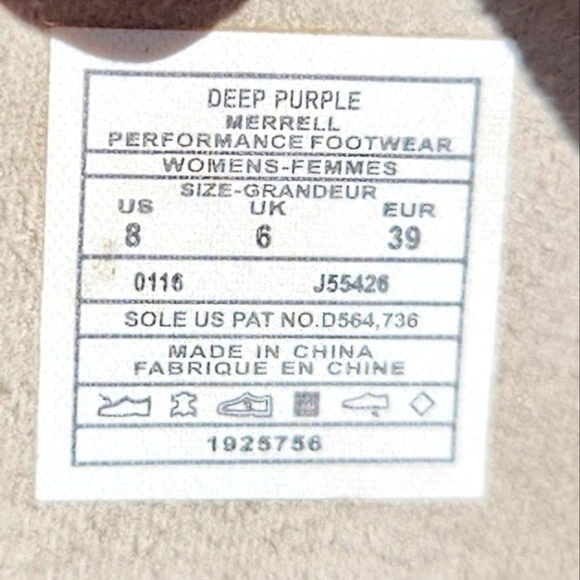 DEEP PURPLE
MERRELL
PERFORMANCE FOOTWEAR
WOMENS-FEMMES
SIZE-GRANDEUR
US UK EUR
8 6 39
0116 J55426
SOLE US PAT NO.D564,736
MADE IN CHINA
FABRIQUE EN CHINE
1925756